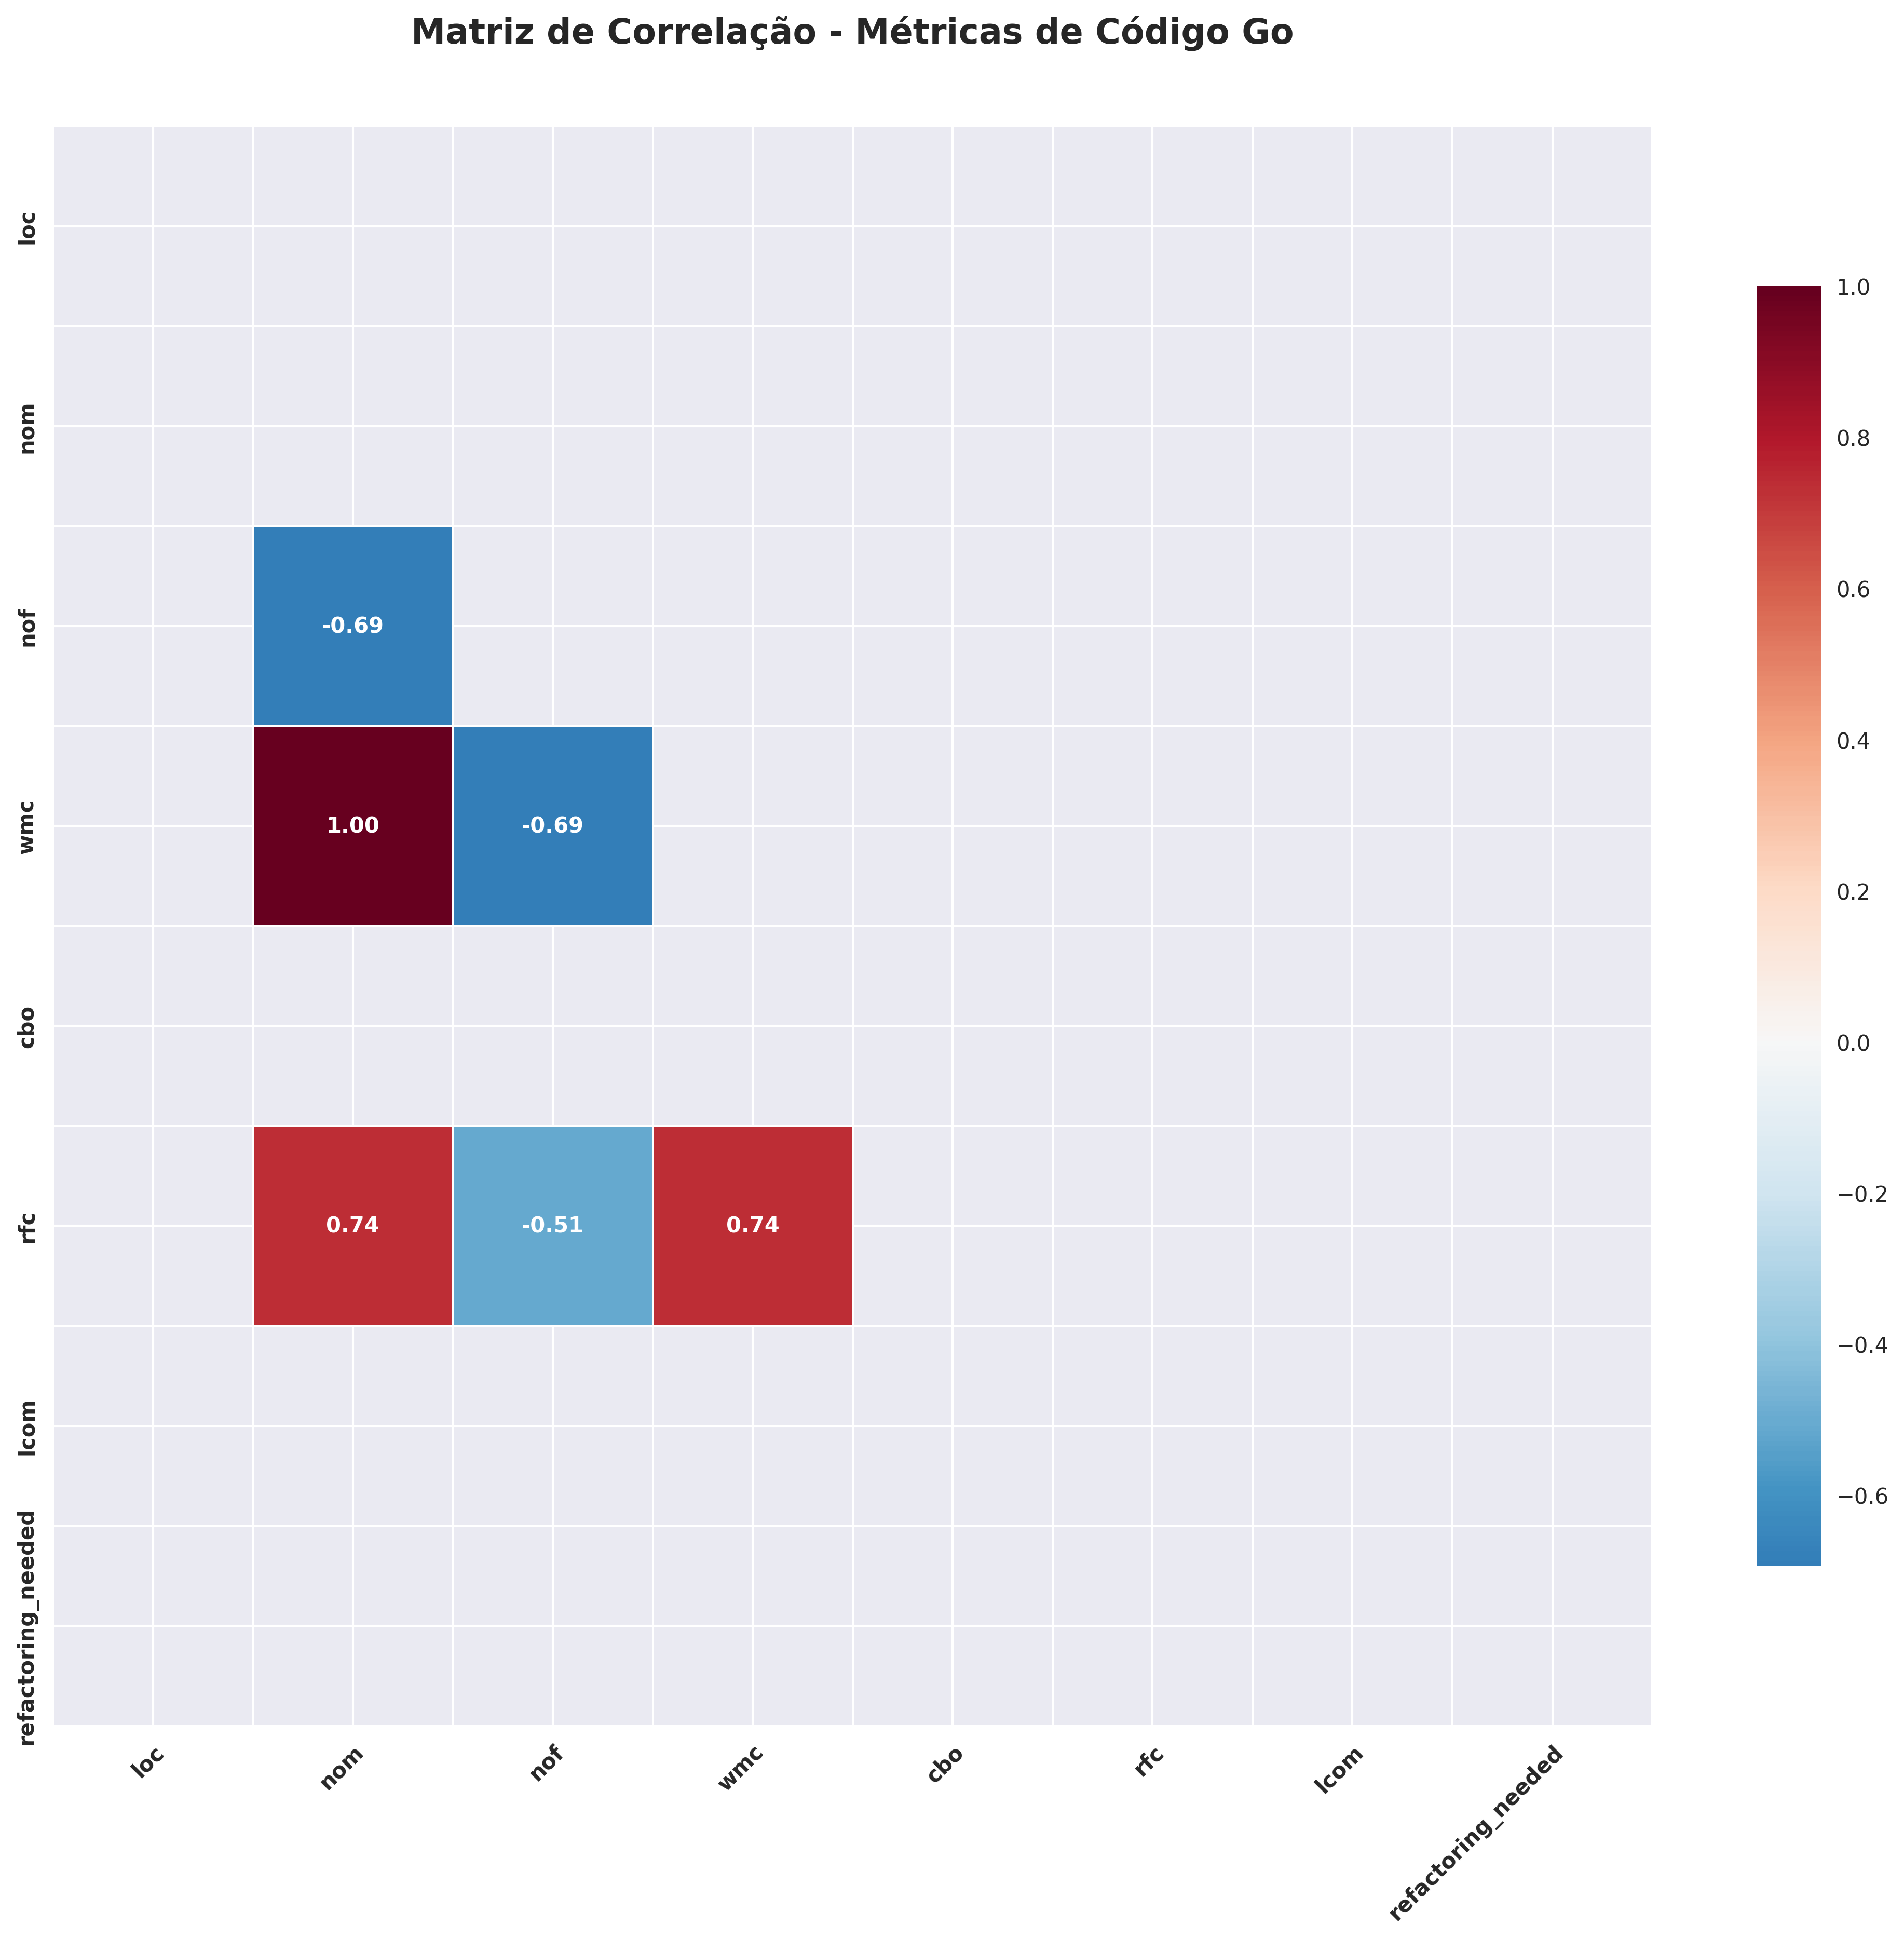 Matriz de Correlação - Métricas de Código Go
loc
nom
nof
wmc
cbo
rfc
lcom
refactoring_needed
-0.69
1.00 -0.69
0.74 -0.51 0.74
loc nom nof wmc cbo rfc lcom refactoring_needed
1.0
0.8
0.6
0.4
0.2
0.0
−0.2
−0.4
−0.6